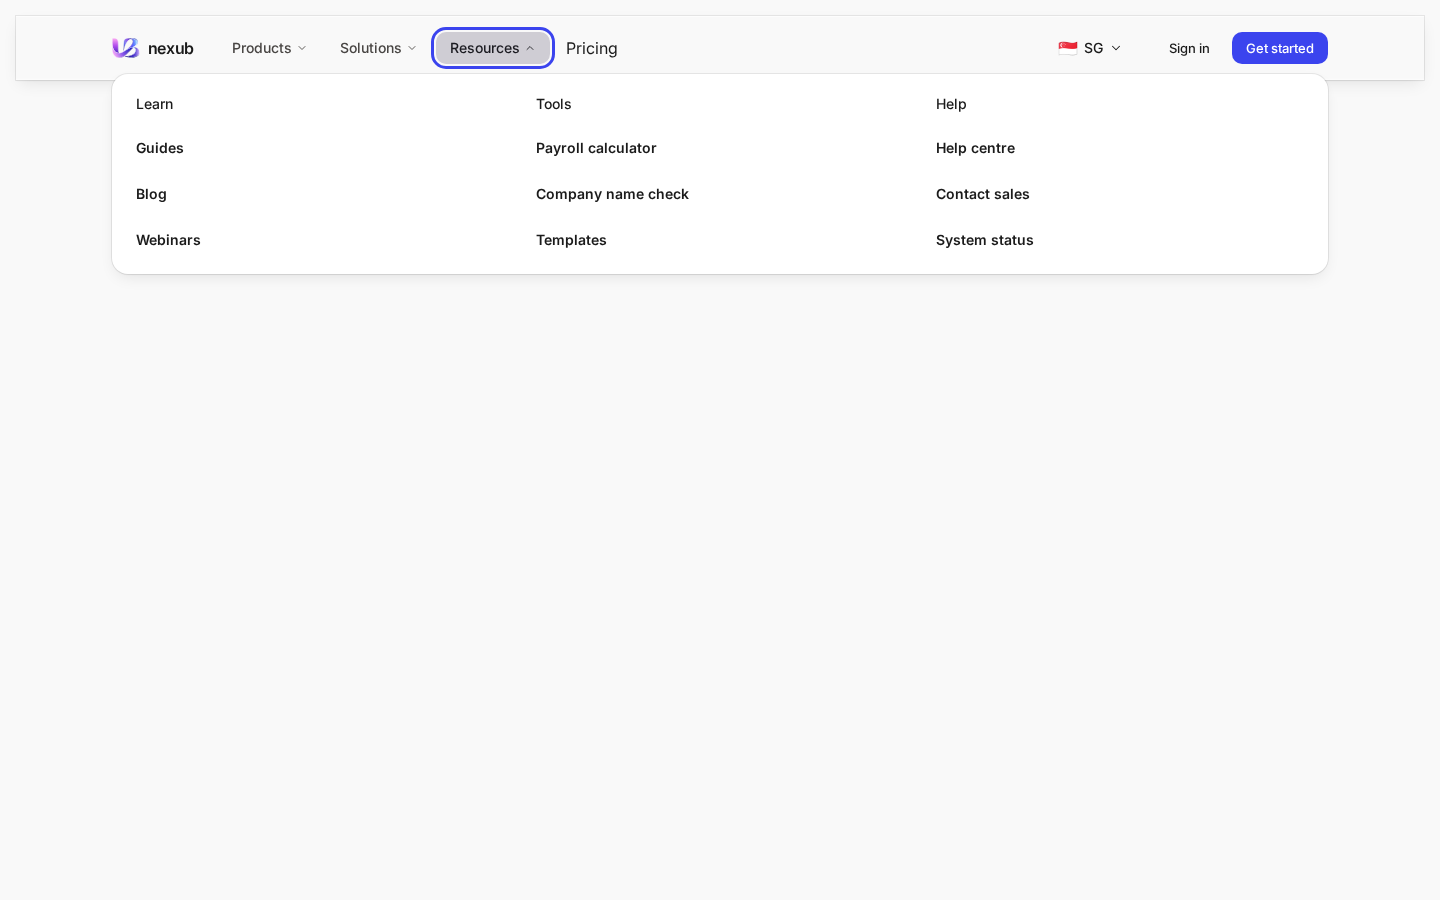 nexub Products Solutions Resources Pricing SG Sign in Get started
Learn Tools Help
Guides Payroll calculator Help centre
Blog Company name check Contact sales
Webinars Templates System status